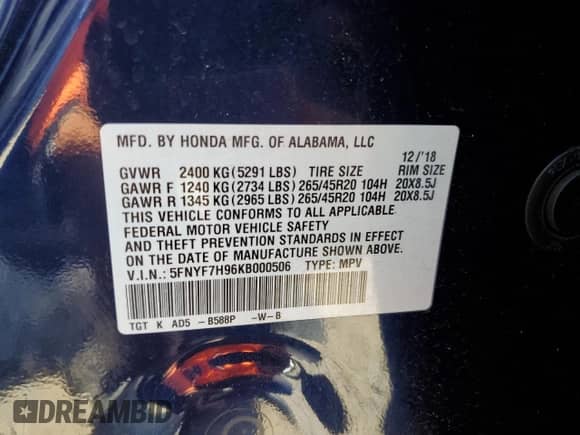 MFD. BY HONDA MFG. OF ALABAMA, LLC
12/'18
GVWR 2400 KG (5291 LBS) TIRE SIZE RIM SIZE
GAWR F 1240 KG (2734 LBS) 265/45R20 104H 20X8.5J
GAWR R 1345 KG (2965 LBS) 265/45R20 104H 20X8.5J
THIS VEHICLE CONFORMS TO ALL APPLICABLE
FEDERAL MOTOR VEHICLE SAFETY
AND THEFT PREVENTION STANDARDS IN EFFECT
ON THE DATE OF MANUFACTURE SHOWN ABOVE.
V.I.N.: 5FNYF7H96KB000506 TYPE: MPV
TGT K AD5 -B588P -W-B
DREAMBID